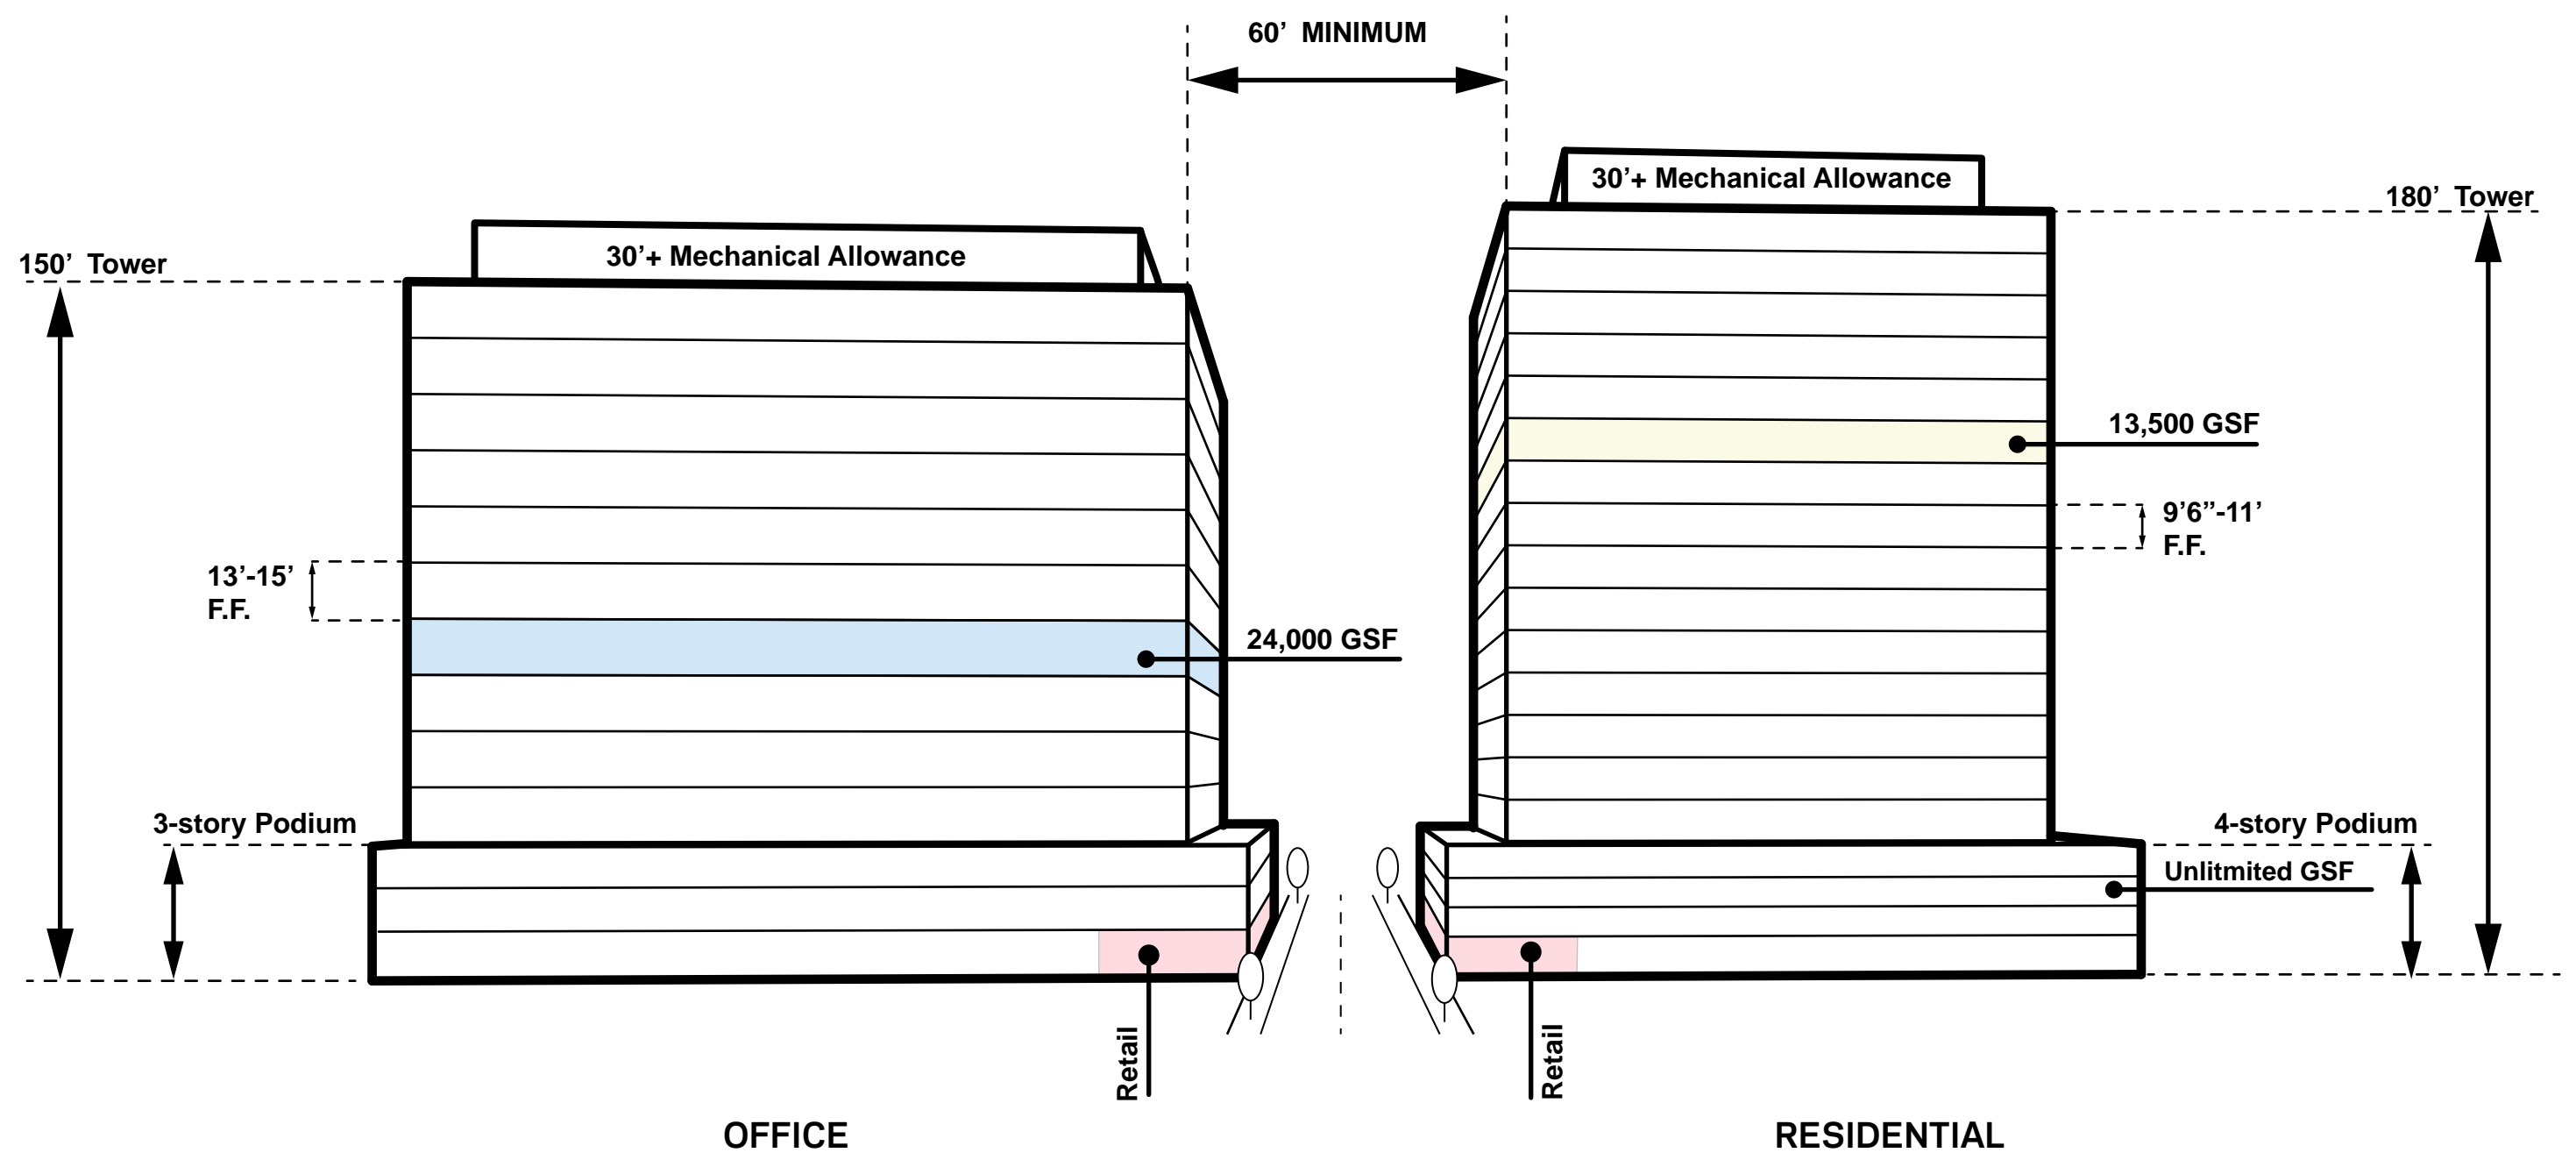 60’ MINIMUM
30’+ Mechanical Allowance
180’ Tower
30’+ Mechanical Allowance
150’ Tower
13,500 GSF
9’6”-11’
F.F.
13’-15’
F.F.
24,000 GSF
3-story Podium
4-story Podium
Unlitmited GSF
Retail
Retail
OFFICE
RESIDENTIAL